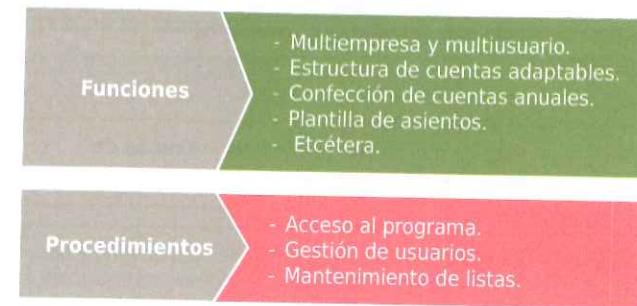 Funciones
- Multiempresa y multiusuario.
- Estructura de cuentas adaptables.
- Confección de cuentas anuales.
- Plantilla de asientos.
- Etcétera.
Procedimientos
- Acceso al programa.
- Gestión de usuarios.
- Mantenimiento de listas.